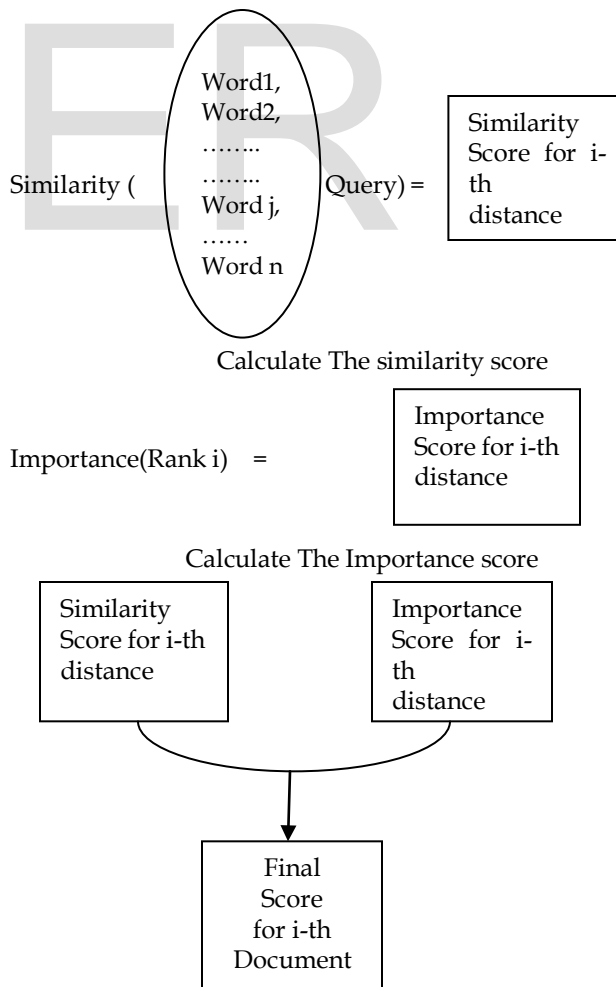 ER
Word1,
Word2,
……..
……..
Similarity ( Word j, Query) =
……
Word n
Similarity
Score for i-
th
distance
Calculate The similarity score
Importance(Rank i) =
Importance
Score for i-th
distance
Calculate The Importance score
Similarity
Score for i-th
distance
Importance
Score for i-
th
distance
Final
Score
for i-th
Document